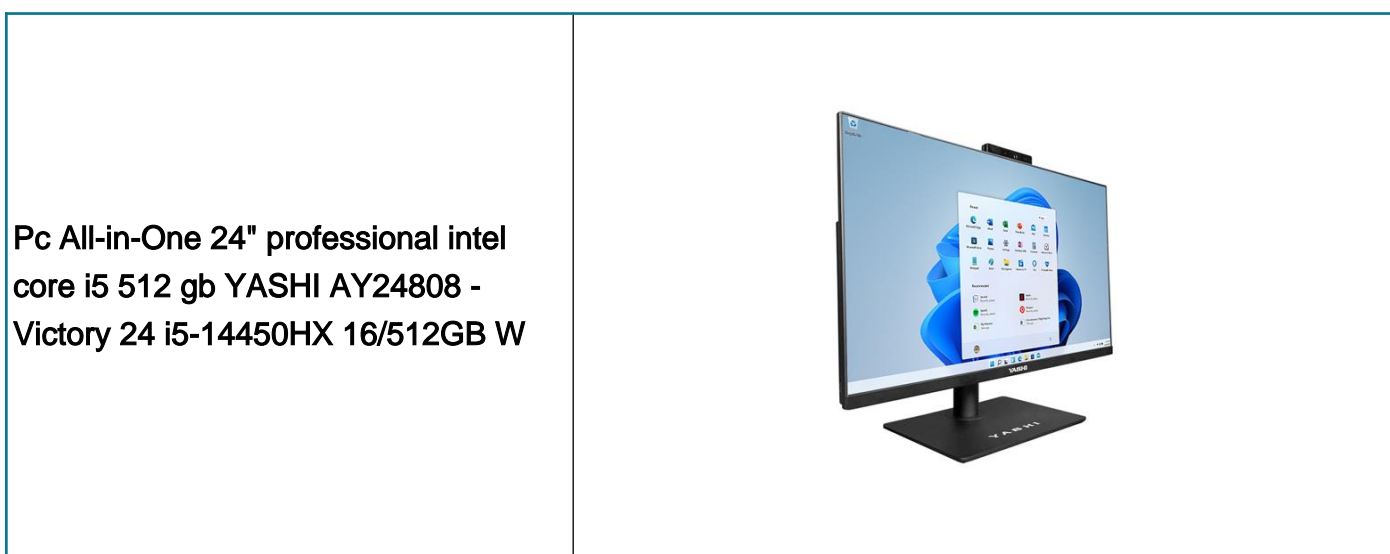 Pc All-in-One 24" professional intel
core i5 512 gb YASHI AY24808 -
Victory 24 i5-14450HX 16/512GB W
YASHI
YASHI